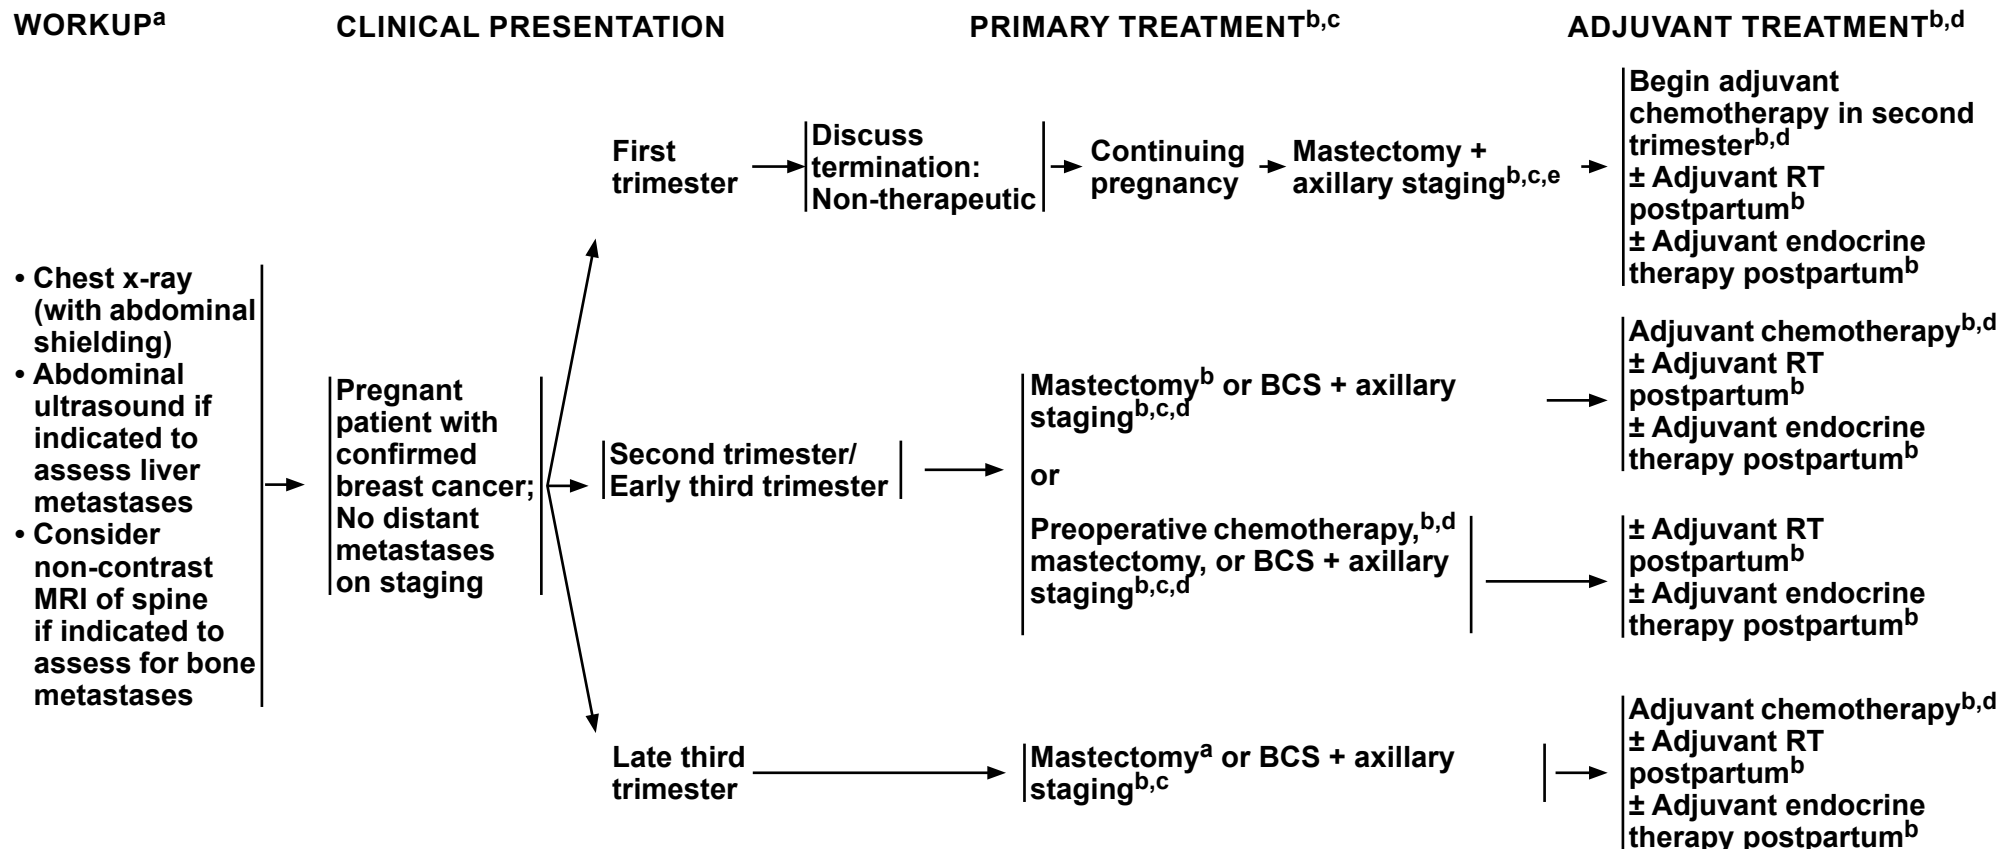 WORKUPa
CLINICAL PRESENTATION
PRIMARY TREATMENTb,c
ADJUVANT TREATMENTb,d
• Chest x-ray
(with abdominal
shielding)
• Abdominal
ultrasound if
indicated to
assess liver
metastases
• Consider
non-contrast
MRI of spine
if indicated to
assess for bone
metastases
Pregnant
patient with
confirmed
breast cancer;
No distant
metastases
on staging
First
trimester
Discuss
termination:
Non-therapeutic
Continuing
pregnancy
Mastectomy +
axillary stagingb,c,e
Begin adjuvant
chemotherapy in second
trimesterb,d
± Adjuvant RT
postpartumb
± Adjuvant endocrine
therapy postpartumb
Second trimester/
Early third trimester
Mastectomyb or BCS + axillary
stagingb,c,d
Adjuvant chemotherapyb,d
± Adjuvant RT
postpartumb
± Adjuvant endocrine
therapy postpartumb
or
Preoperative chemotherapy,b,d
mastectomy, or BCS + axillary
stagingb,c,d
± Adjuvant RT
postpartumb
± Adjuvant endocrine
therapy postpartumb
Late third
trimester
Mastectomya or BCS + axillary
stagingb,c
Adjuvant chemotherapyb,d
± Adjuvant RT
postpartumb
± Adjuvant endocrine
therapy postpartumb